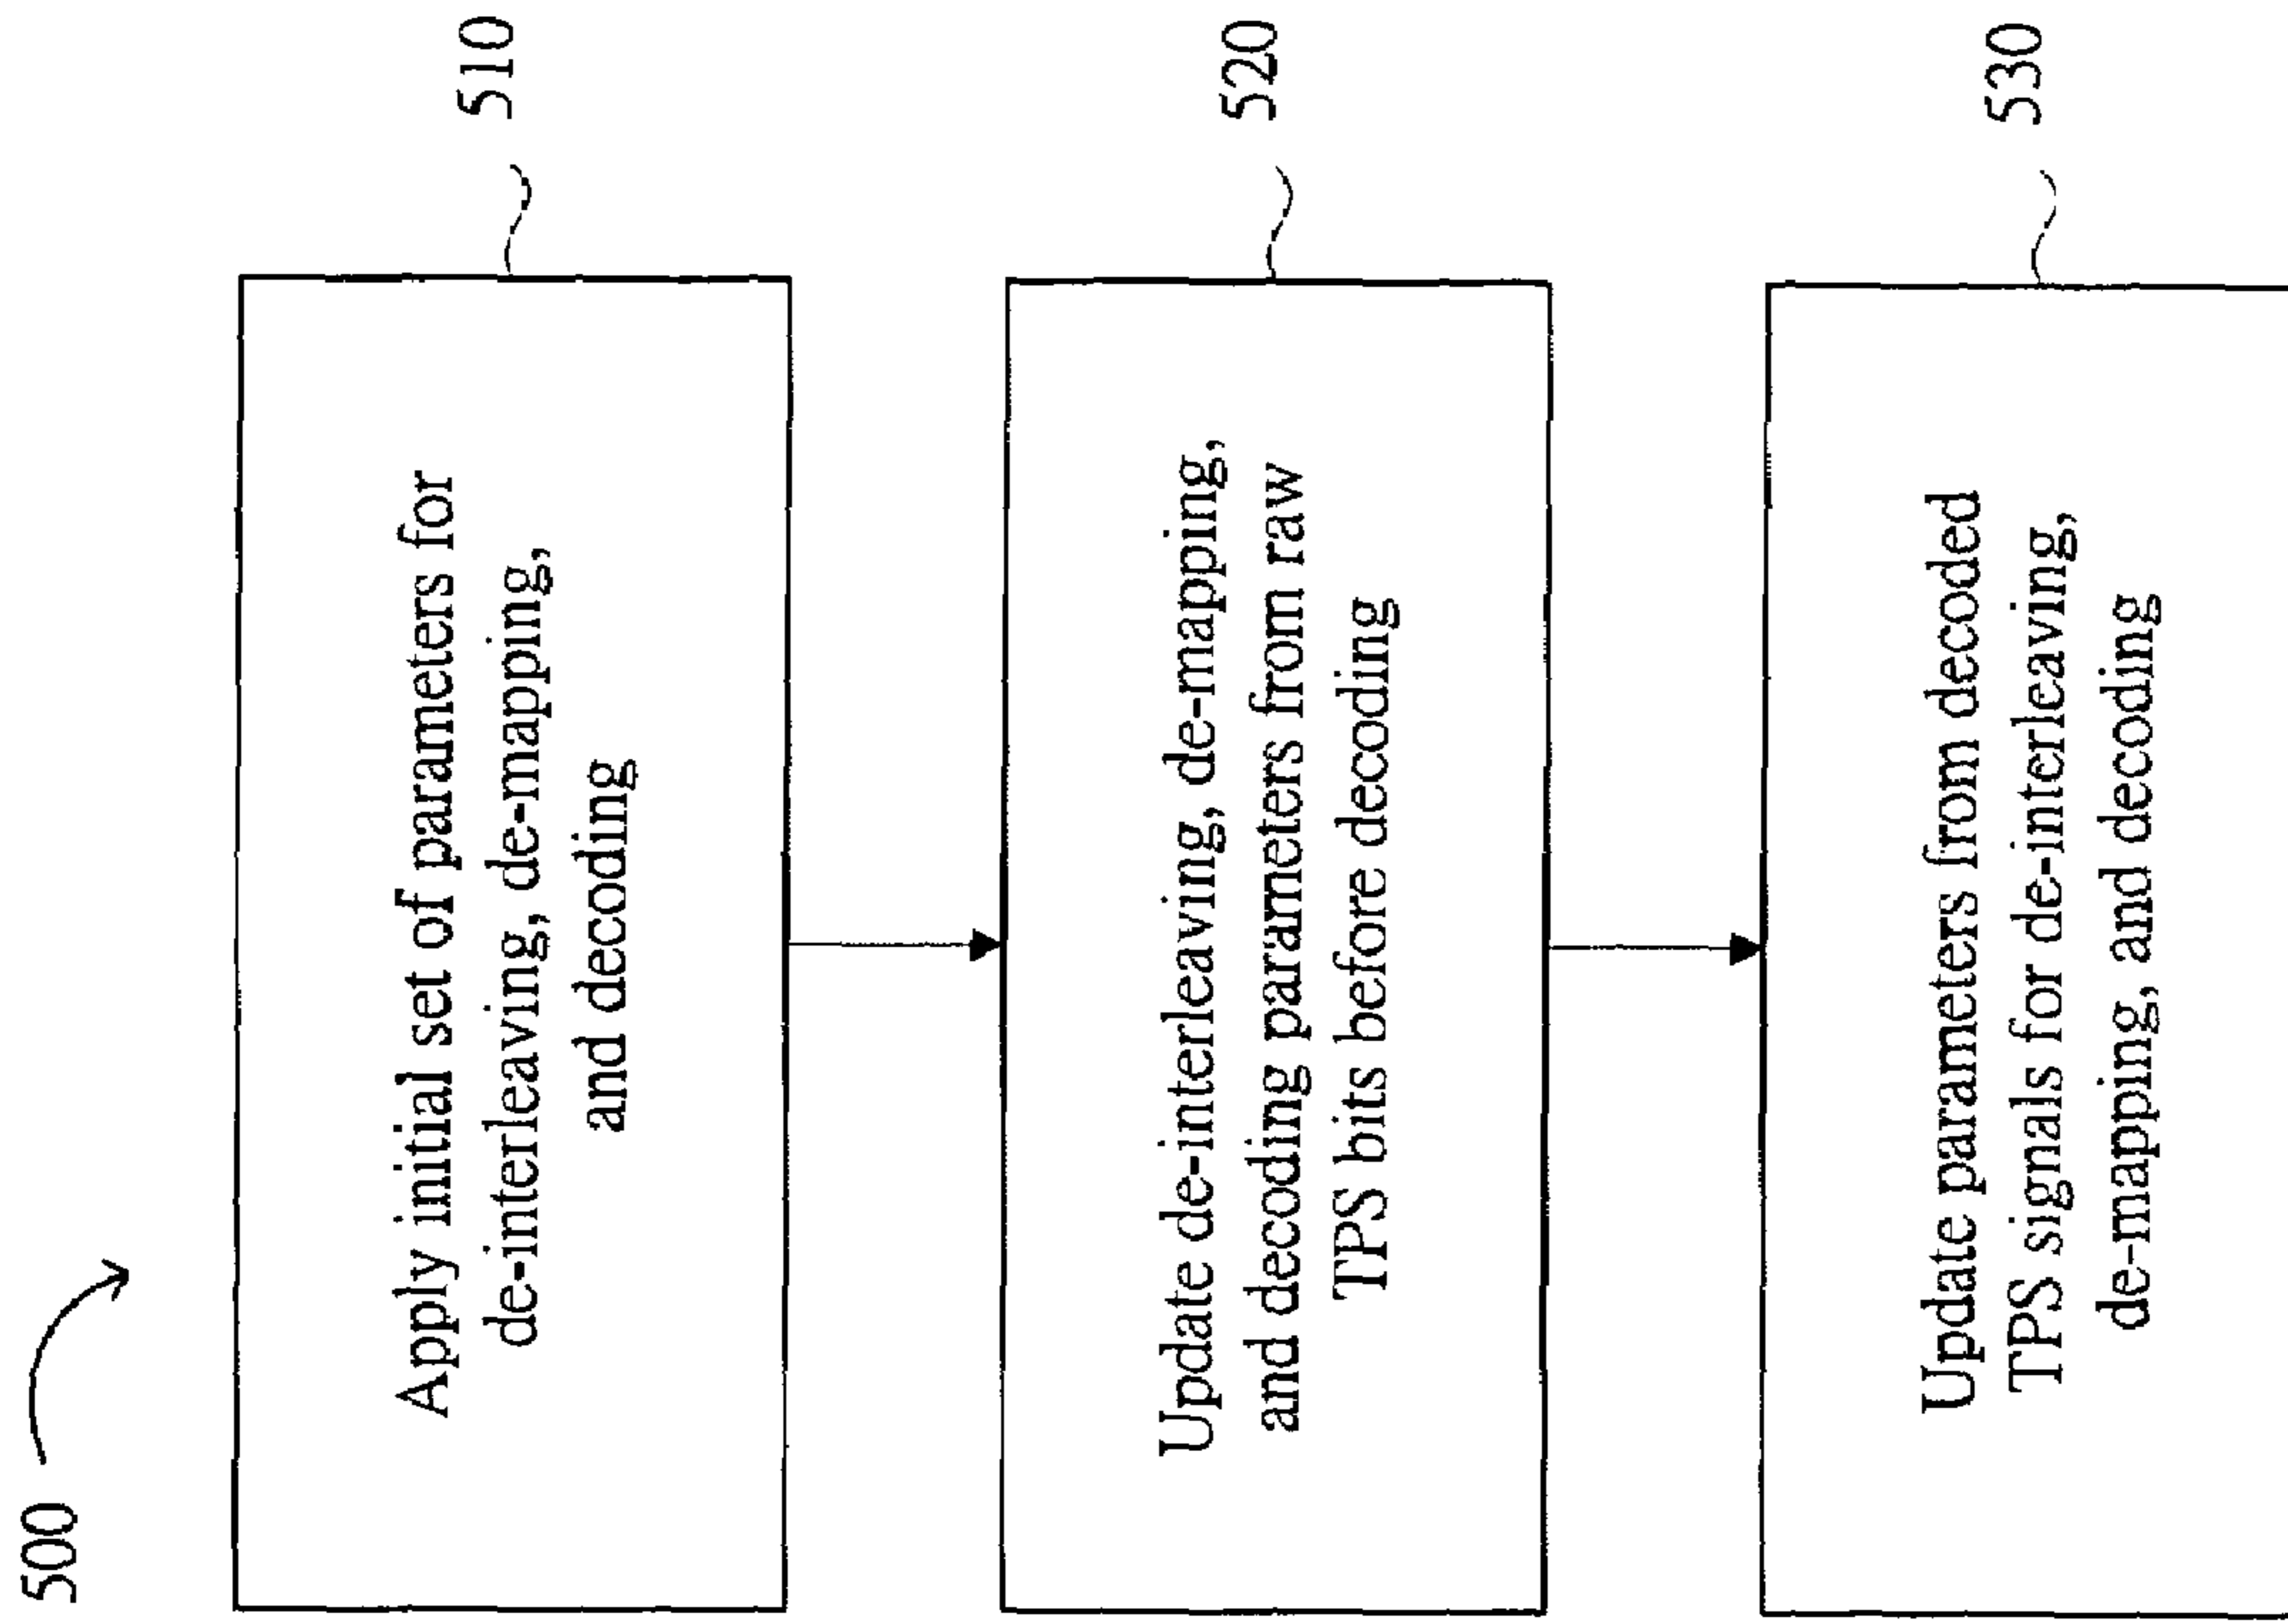 500
Apply initial set of parameters for
de-interleaving, de-mapping,
and decoding
510
Update de-interleaving, de-mapping,
and decoding parameters from raw
TPS bits before decoding
520
Update parameters from decoded
TPS signals for de-interleaving,
de-mapping, and decoding
530